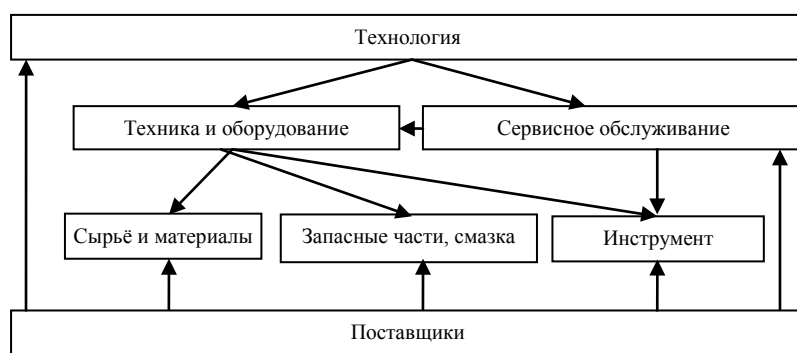 Технология
Техника и оборудование
Сервисное обслуживание
Сырьё и материалы
Запасные части, смазка
Инструмент
Поставщики